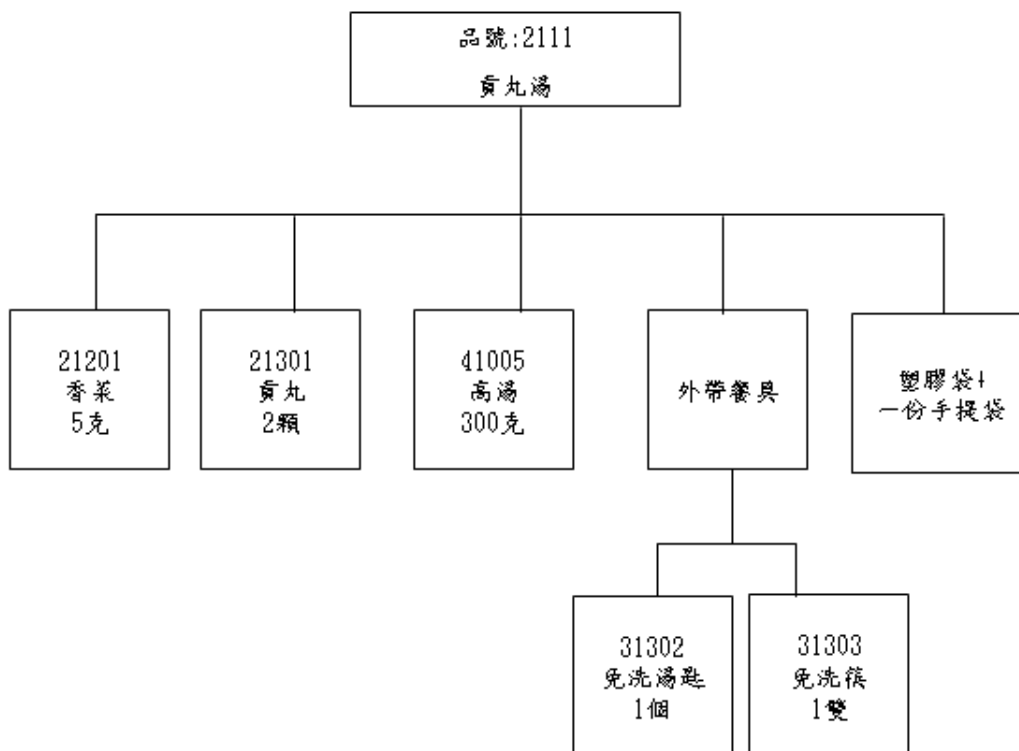 品號:2111
貢丸湯
21201
香菜
5克
21301
貢丸
2顆
41005
高湯
300克
外帶餐具
塑膠袋+
一份手提袋
31302
免洗湯匙
1個
31303
免洗筷
1雙